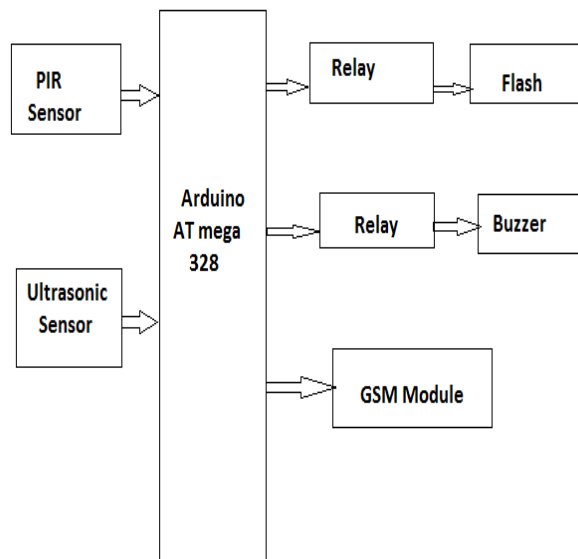 PIR
Sensor
Ultrasonic
Sensor
Arduino
AT mega
328
Relay
Flash
Relay
Buzzer
GSM Module